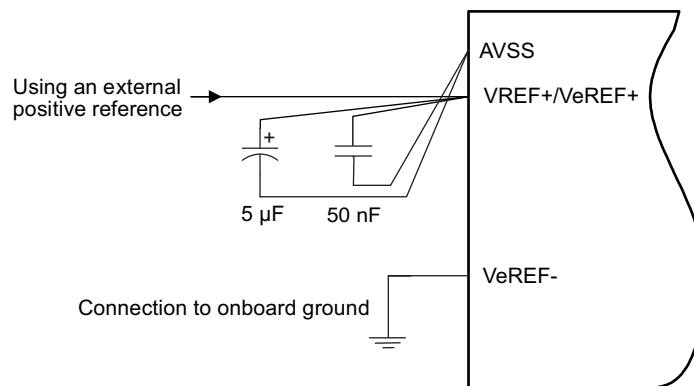 AVSS
Using an external
positive reference
VREF+/VeREF+
+
5 µF
50 nF
VeREF-
Connection to onboard ground